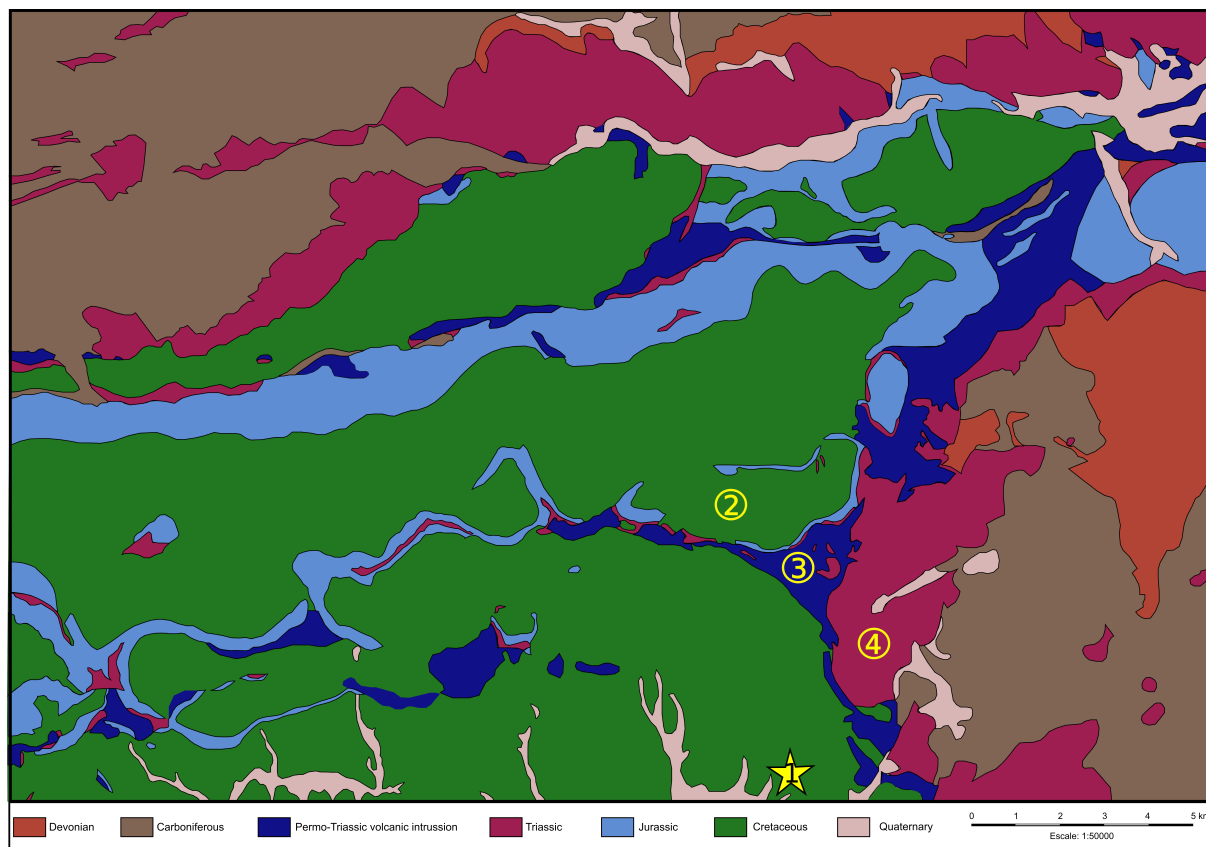 ②
③
④
1
Devonian
Carboniferous
Permo-Triassic volcanic intrussion
Triassic
Jurassic
Cretaceous
Quaternary
0 1 2 3 4 5 km
Escale: 1:50000